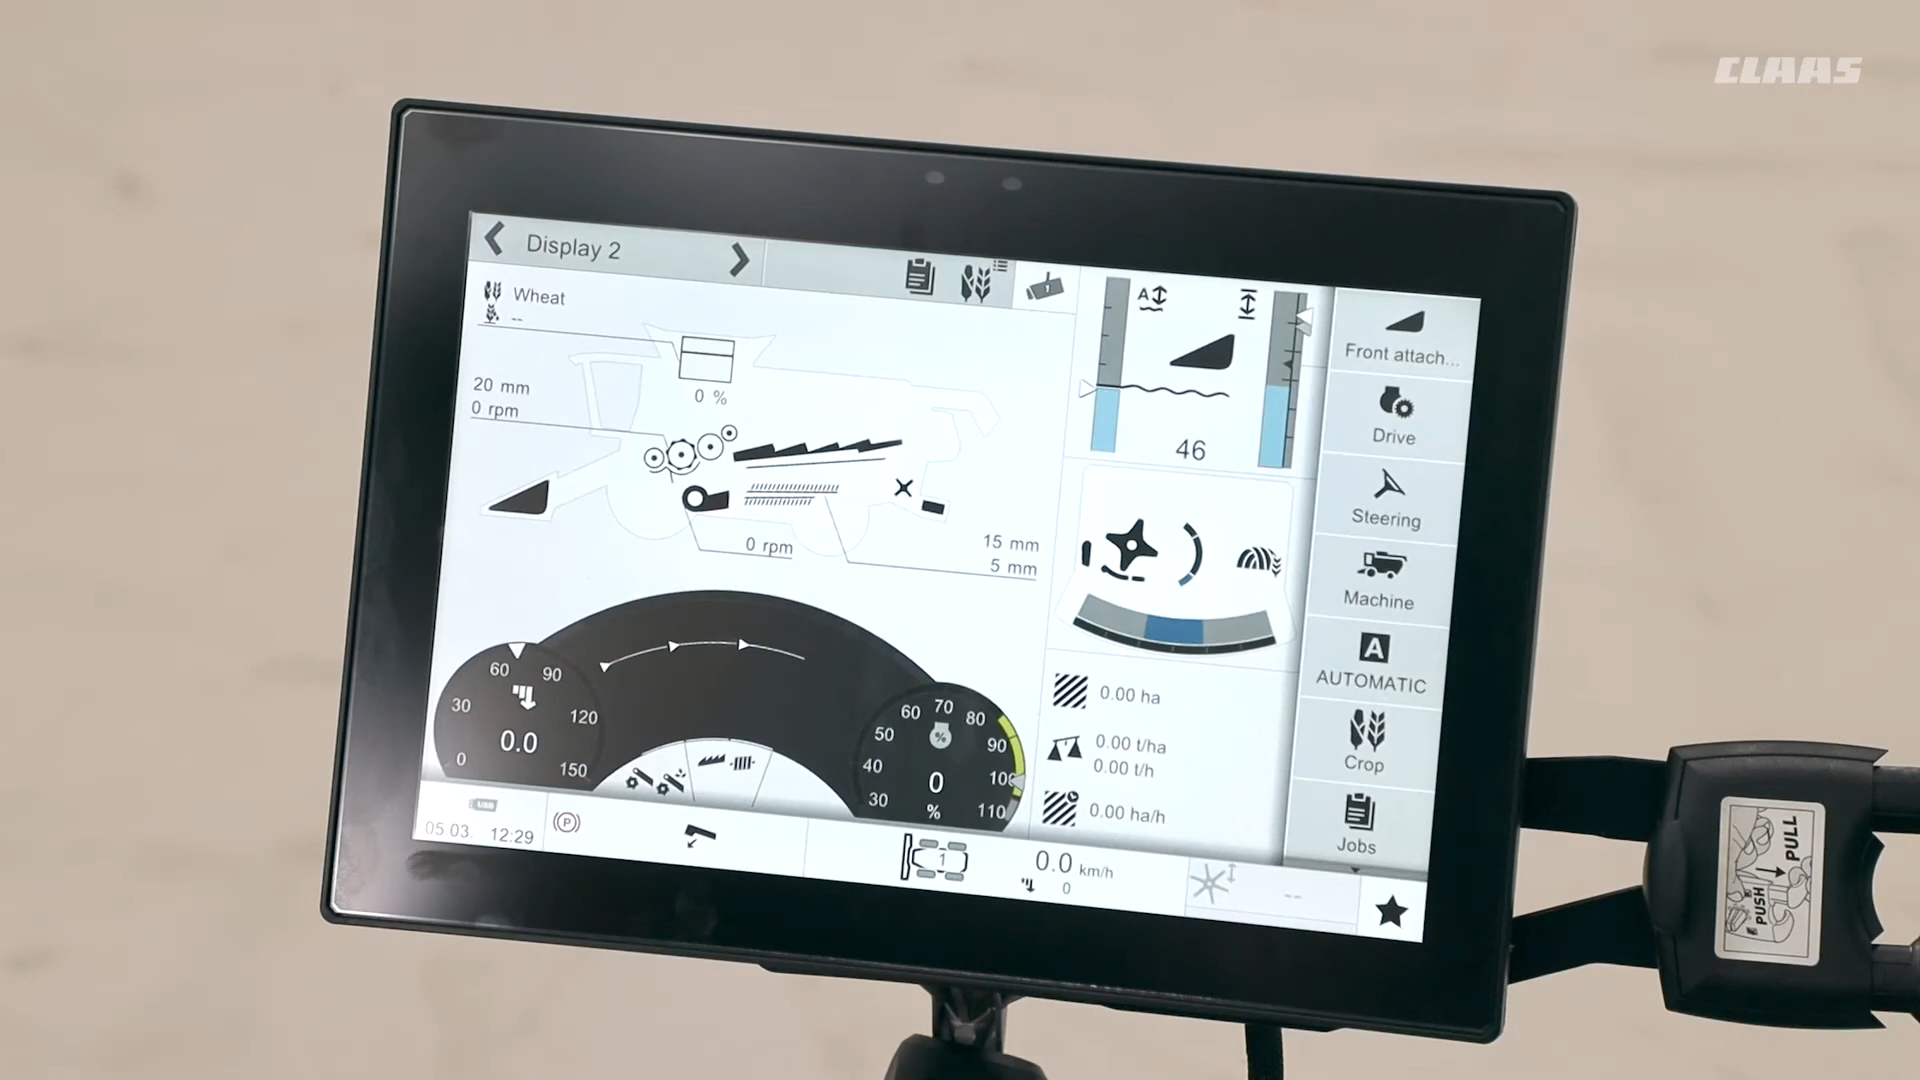 CLAAS
Display 2
Wheat
--
20 mm
0 rpm
0 %
0 rpm
15 mm
5 mm
A
46
Front attach...
Drive
Steering
Machine
A
AUTOMATIC
Crop
Jobs
0 30 60 90 120 150
0.0
30 40 50 60 70 80 90 100 110
%
0
%
0.00 ha
0.00 t/ha
0.00 t/h
0.00 ha/h
USB
05.03. 12:29
P
1
0.0 km/h
0
--
PUSH
PULL